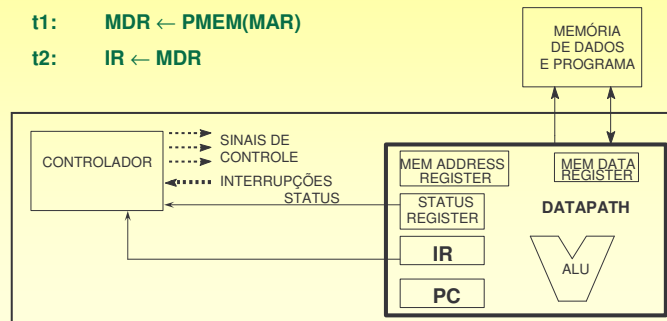 t1: MDR ← PMEM(MAR)
t2: IR ← MDR
MEMÓRIA
DE DADOS
E PROGRAMA
CONTROLADOR
SINAIS DE
CONTROLE
INTERRUPÇÕES
STATUS
MEM ADDRESS
REGISTER
MEM DATA
REGISTER
STATUS
REGISTER
DATAPATH
IR
ALU
PC